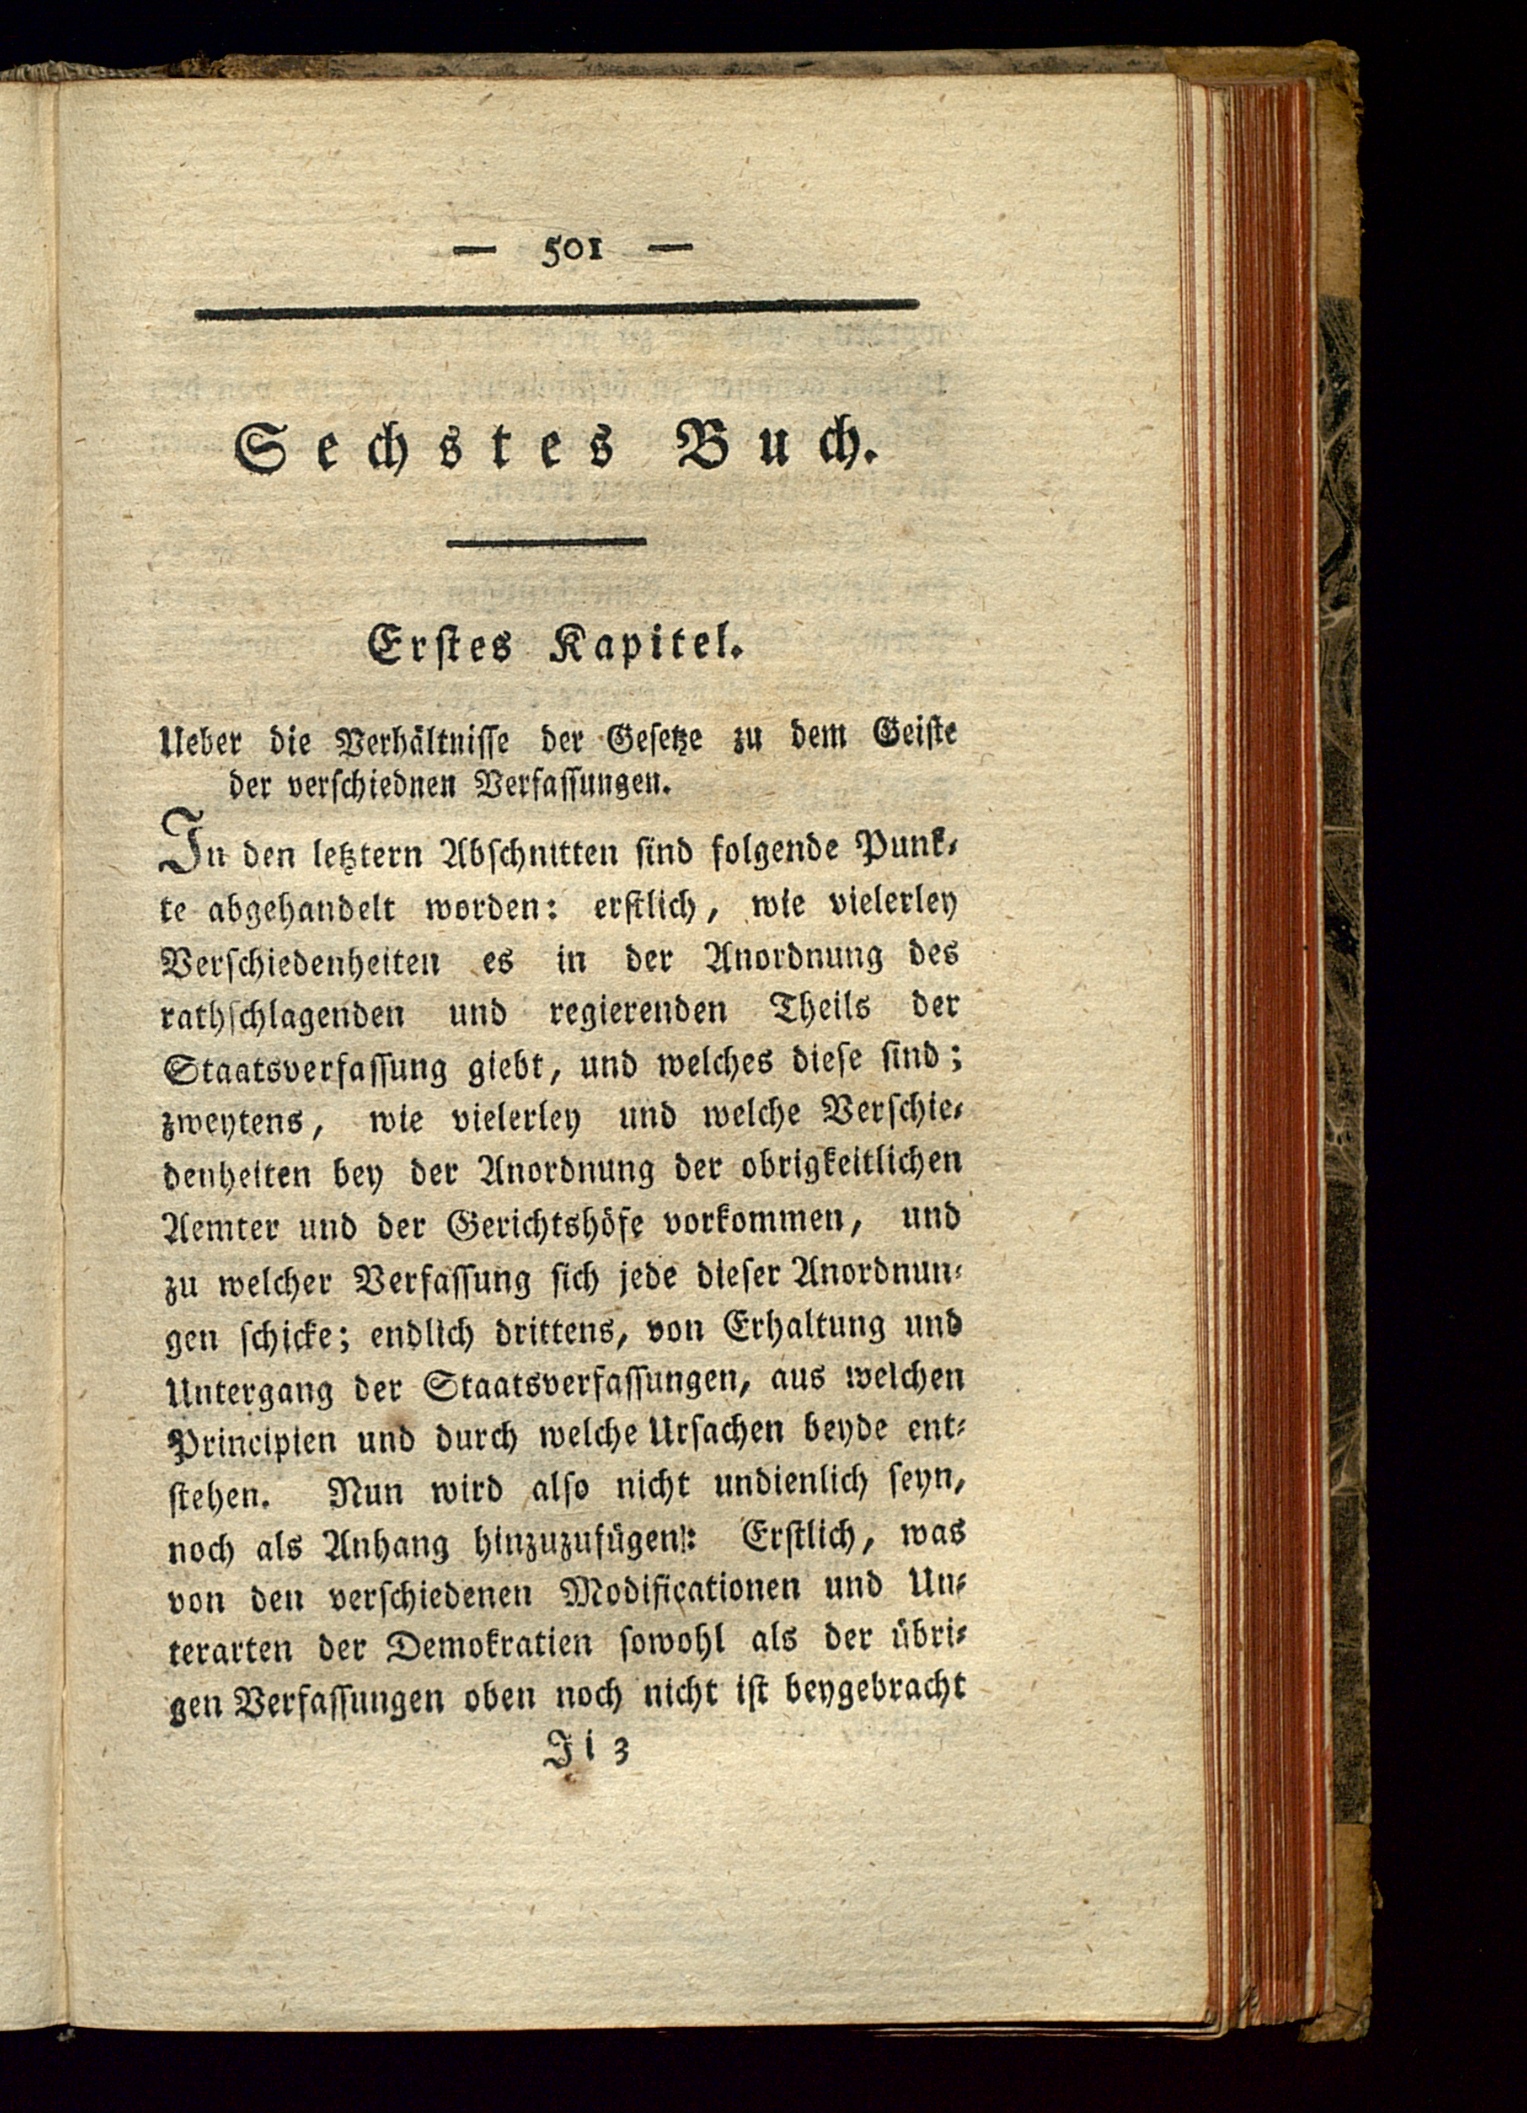 — 501 —
Sechstes Buch.
Erstes Kapitel.
Ueber die Verhältnisse der Gesetze zu dem Geiste
der verschiednen Verfassungen.
In den letztern Abschnitten sind folgende Punk-
te abgehandelt worden: erstlich, wie vielerley
Verschiedenheiten es in der Anordnung des
rathschlagenden und regierenden Theils der
Staatsverfassung giebt, und welches diese sind;
zweytens, wie vielerley und welche Verschie-
denheiten bey der Anordnung der obrigkeitlichen
Aemter und der Gerichtshöfe vorkommen, und
zu welcher Verfassung sich jede dieser Anordnun-
gen schicke; endlich drittens, von Erhaltung und
Untergang der Staatsverfassungen, aus welchen
Principien und durch welche Ursachen beyde ent-
stehen. Nun wird also nicht undienlich seyn,
noch als Anhang hinzuzufügen: Erstlich, was
von den verschiedenen Modificationen und Un-
terarten der Demokratien sowohl als der übri-
gen Verfassungen oben noch nicht ist beygebracht
Ji 3